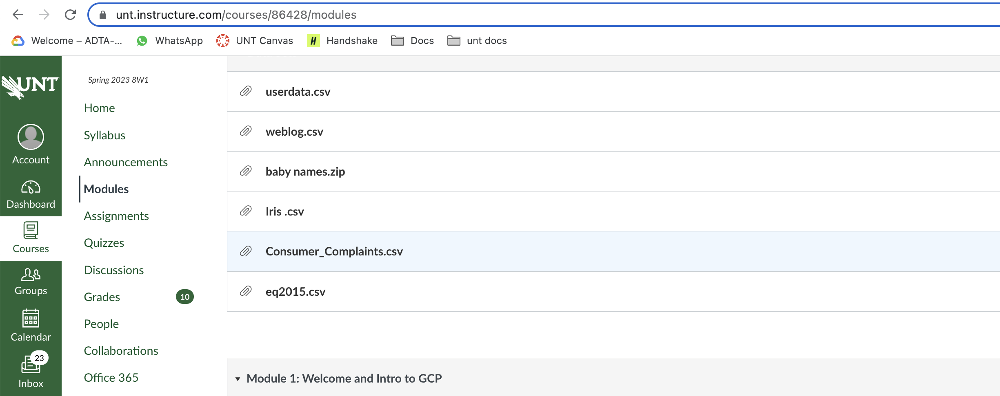 unt.instructure.com/courses/86428/modules
Welcome – ADTA-...
WhatsApp
UNT Canvas
H
Handshake
Docs
unt docs
UNT
Account
Dashboard
Courses
Groups
Calendar
23
Inbox
Spring 2023 8W1
Home
Syllabus
Announcements
Modules
Assignments
Quizzes
Discussions
Grades 10
People
Collaborations
Office 365
userdata.csv
weblog.csv
baby names.zip
Iris .csv
Consumer_Complaints.csv
eq2015.csv
Module 1: Welcome and Intro to GCP